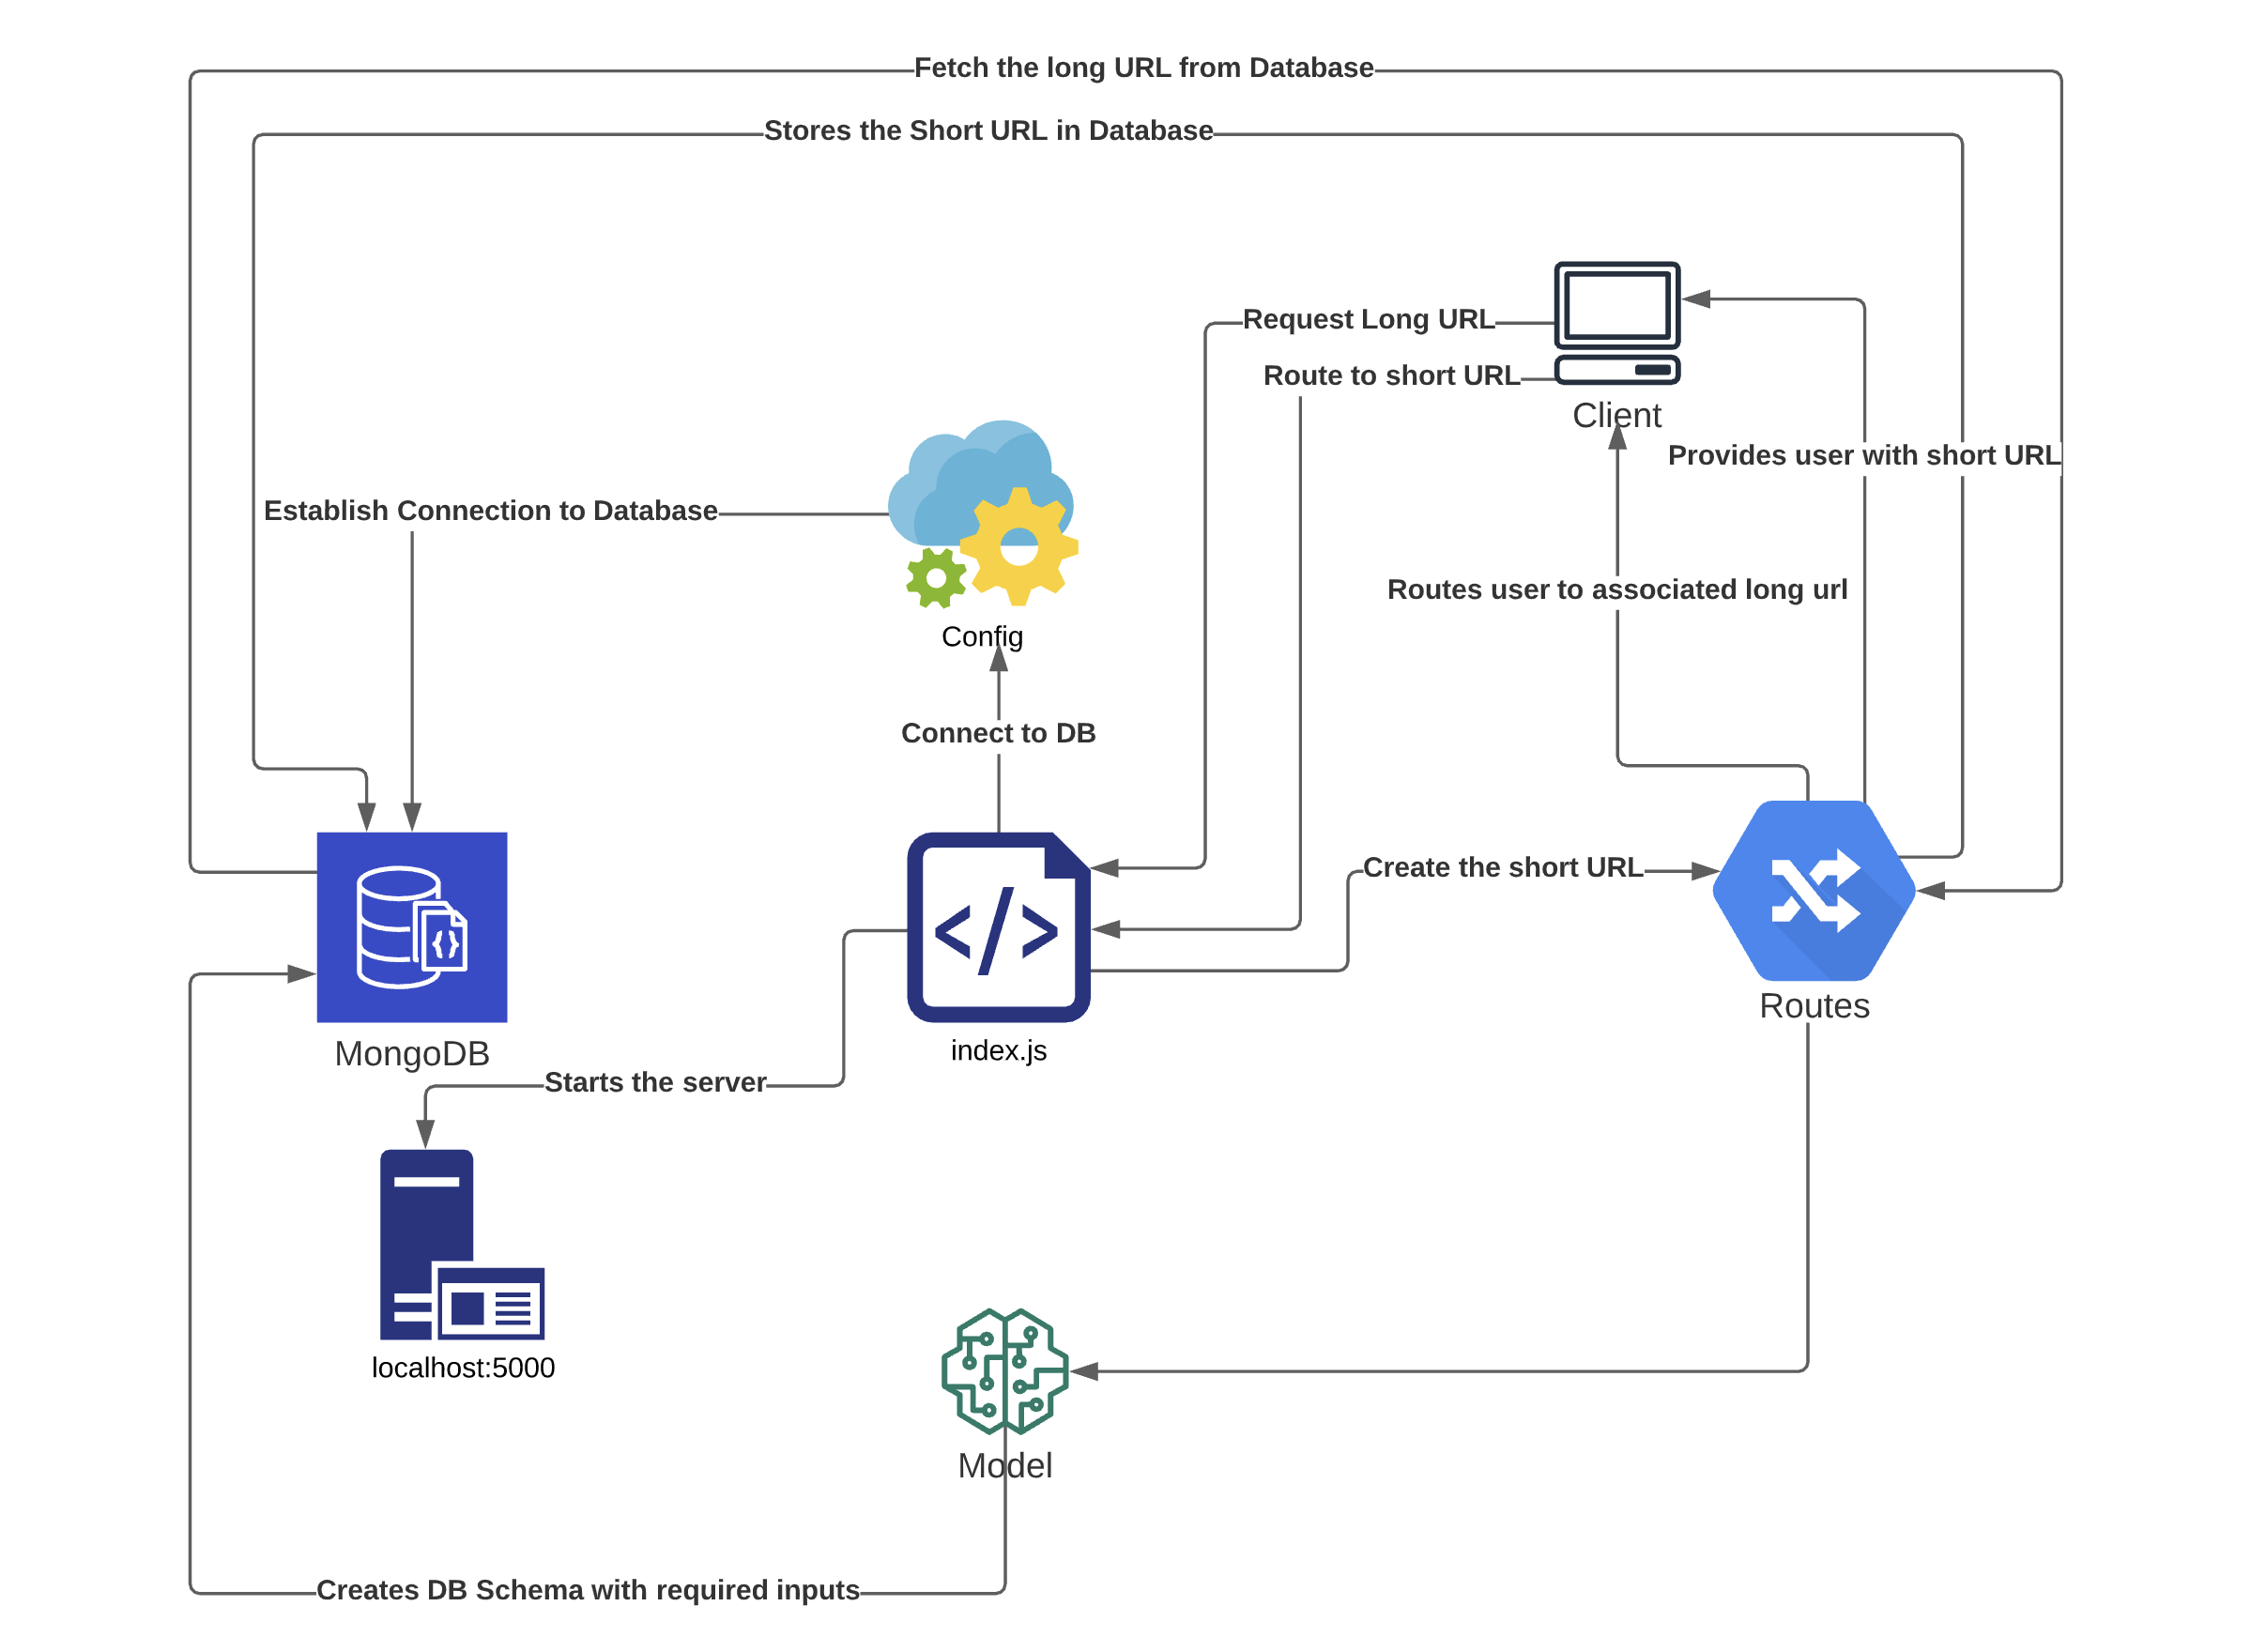 Fetch the long URL from Database
Stores the Short URL in Database
Request Long URL
Route to short URL
Client
Provides user with short URL
Establish Connection to Database
Routes user to associated long url
Config
Connect to DB
Create the short URL
Routes
MongoDB
index.js
Starts the server
localhost:5000
Model
Creates DB Schema with required inputs